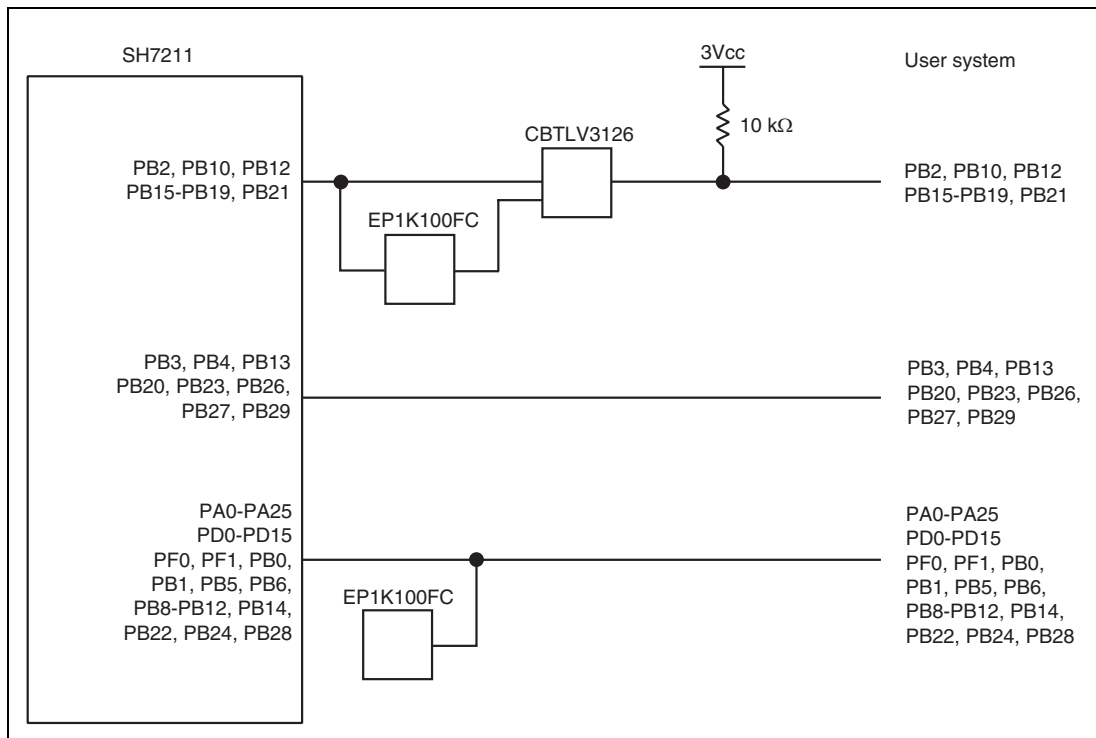 SH7211
3Vcc
User system
10 kΩ
CBTLV3126
PB2, PB10, PB12
PB15-PB19, PB21
PB2, PB10, PB12
PB15-PB19, PB21
EP1K100FC
PB3, PB4, PB13
PB20, PB23, PB26,
PB27, PB29
PB3, PB4, PB13
PB20, PB23, PB26,
PB27, PB29
PA0-PA25
PD0-PD15
PF0, PF1, PB0,
PB1, PB5, PB6,
PB8-PB12, PB14,
PB22, PB24, PB28
EP1K100FC
PA0-PA25
PD0-PD15
PF0, PF1, PB0,
PB1, PB5, PB6,
PB8-PB12, PB14,
PB22, PB24, PB28